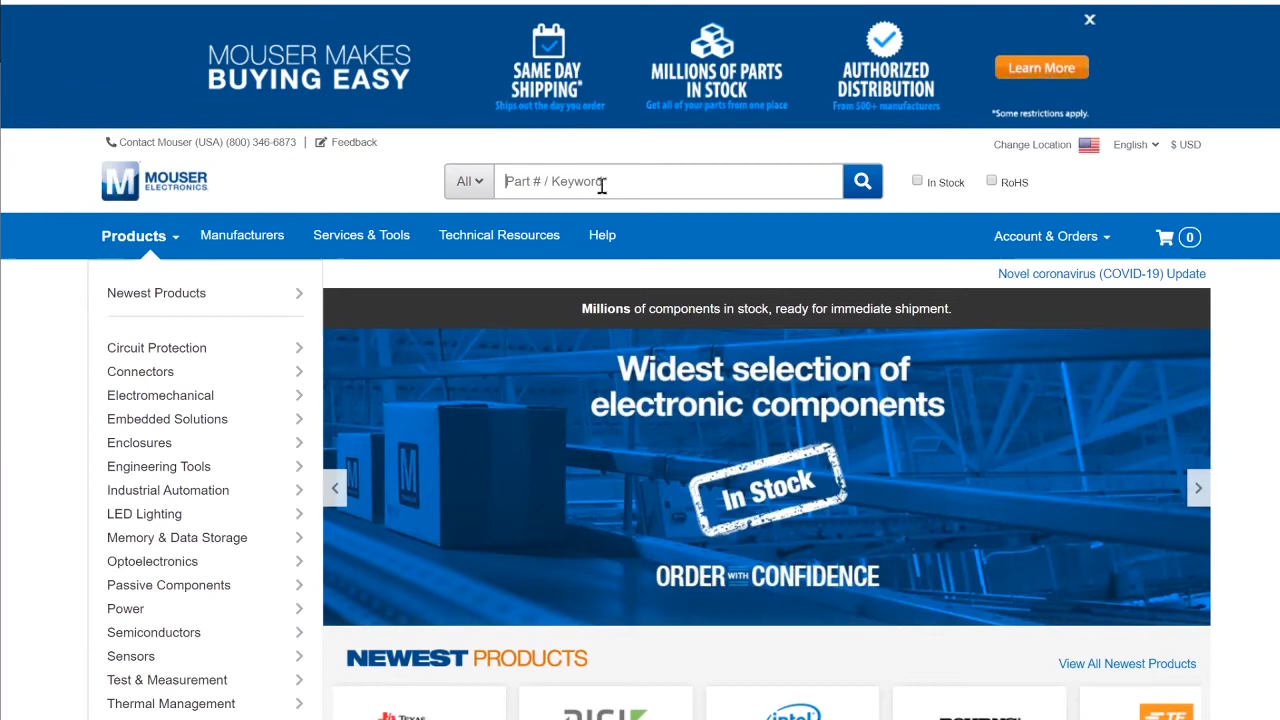 MOUSER MAKES
BUYING EASY
SAME DAY
SHIPPING*
Ships out the day you order
MILLIONS OF PARTS
IN STOCK
Get all of your parts from one place
AUTHORIZED
DISTRIBUTION
From 500+ manufacturers
X
Learn More
*Some restrictions apply.
Contact Mouser (USA) (800) 346-6873 | Feedback
Change Location English $ USD
M MOUSER
ELECTRONICS
All Part # / Keyword In Stock RoHS
Products Manufacturers Services & Tools Technical Resources Help Account & Orders 0
Novel coronavirus (COVID-19) Update
Newest Products
Circuit Protection
Connectors
Electromechanical
Embedded Solutions
Enclosures
Engineering Tools
Industrial Automation
LED Lighting
Memory & Data Storage
Optoelectronics
Passive Components
Power
Semiconductors
Sensors
Test & Measurement
Thermal Management
Millions of components in stock, ready for immediate shipment.
Widest selection of
electronic components
M
M
In Stock
ORDER WITH CONFIDENCE
NEWEST PRODUCTS
View All Newest Products
TEXAS
intel
TE